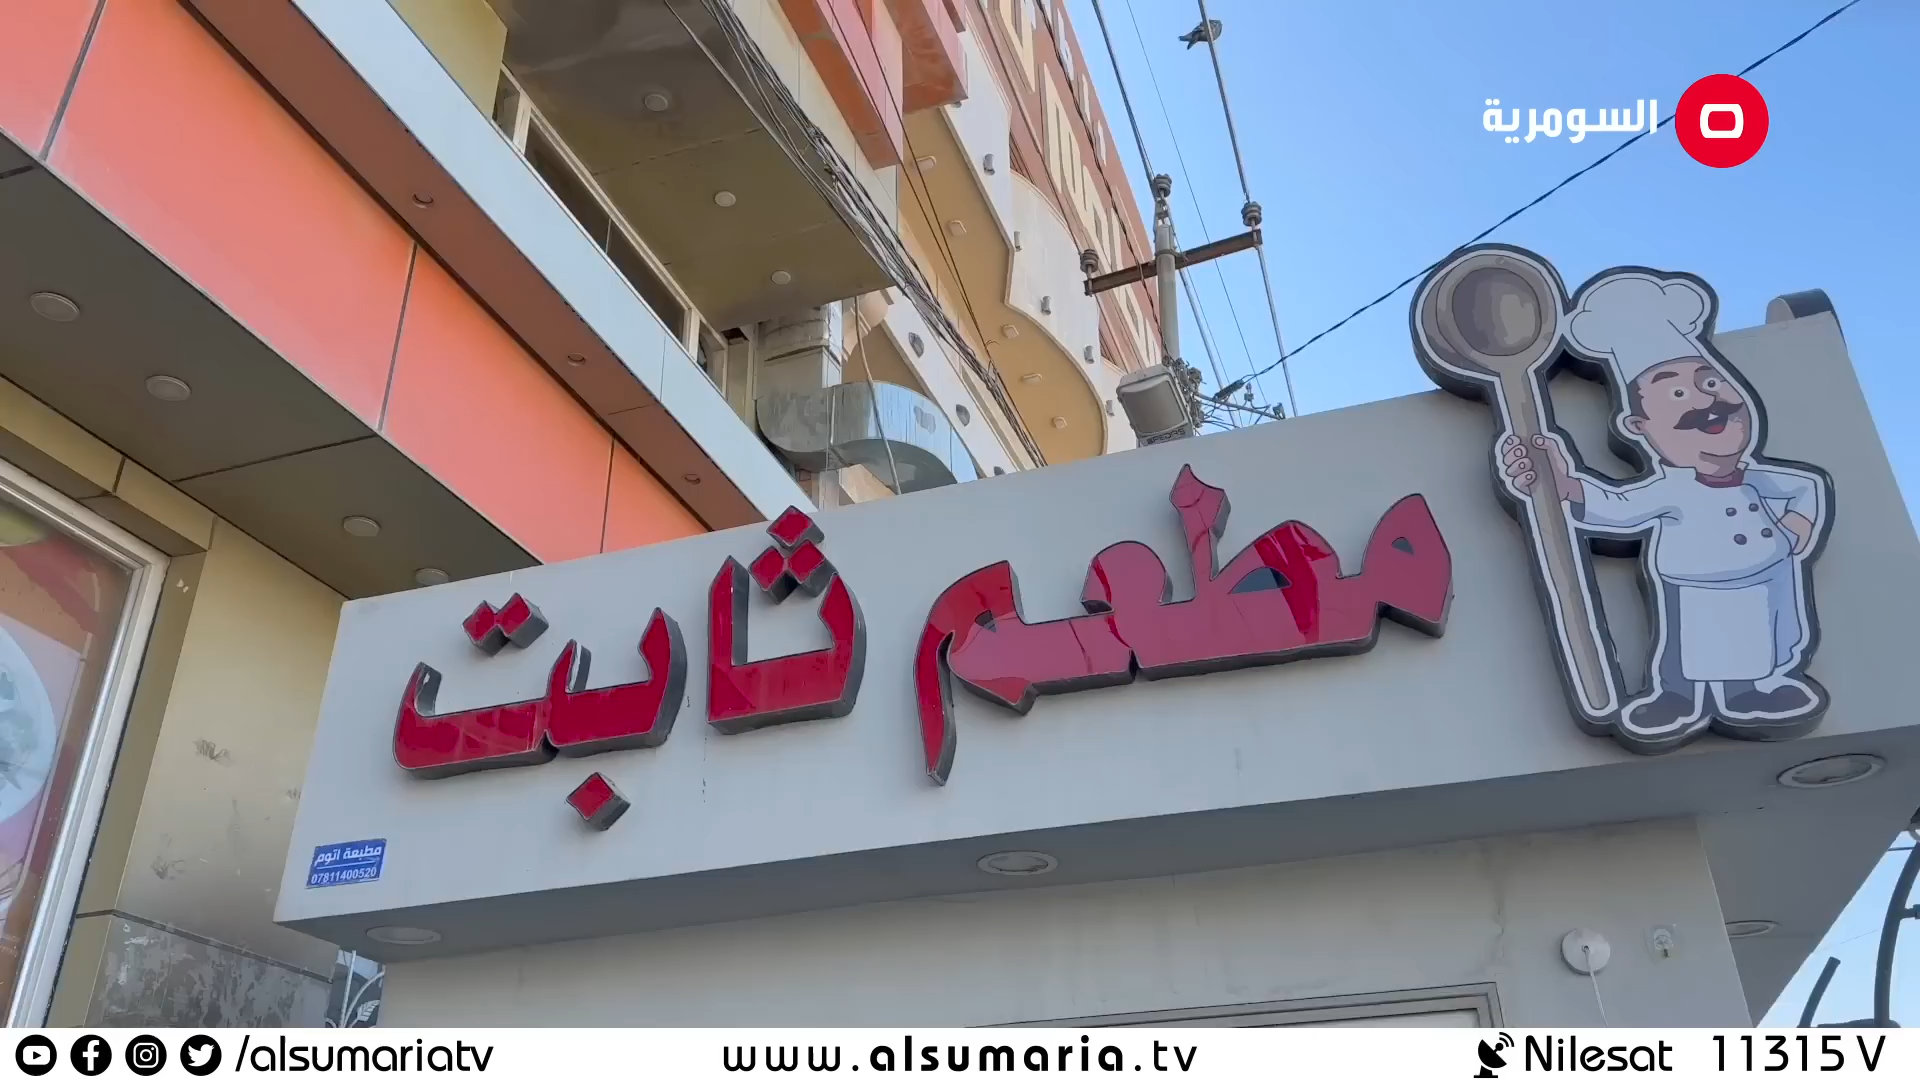 السومرية
مطعم ثابت
مطبعة اتوم
07811400520
/alsumariatv
www.alsumaria.tv
Nilesat 11315 V